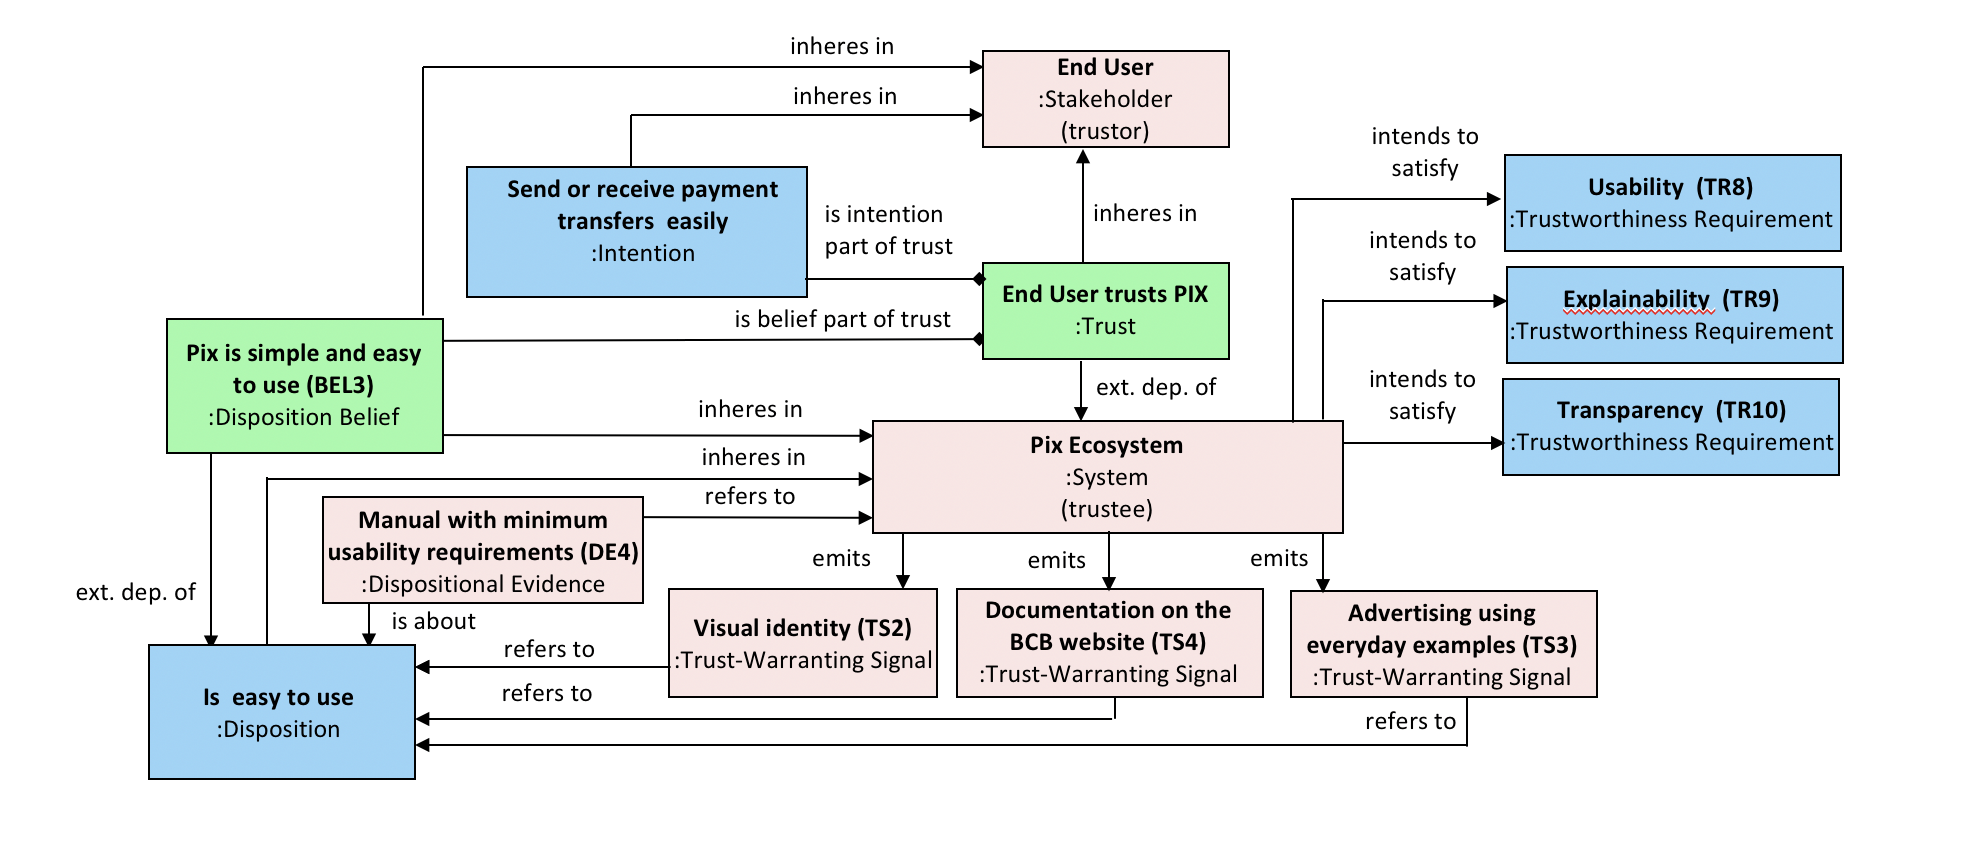 inheres in
End User
:Stakeholder
(trustor)
inheres in
intends to
satisfy
Usability (TR8)
:Trustworthiness Requirement
Send or receive payment
transfers easily
:Intention
is intention
part of trust
inheres in
intends to
satisfy
Explainability (TR9)
:Trustworthiness Requirement
End User trusts PIX
:Trust
is belief part of trust
Pix is simple and easy
to use (BEL3)
:Disposition Belief
ext. dep. of
intends to
satisfy
Transparency (TR10)
:Trustworthiness Requirement
inheres in
Pix Ecosystem
:System
(trustee)
inheres in
refers to
Manual with minimum
usability requirements (DE4)
:Dispositional Evidence
emits
emits
emits
ext. dep. of
is about
Visual identity (TS2)
:Trust-Warranting Signal
Documentation on the
BCB website (TS4)
:Trust-Warranting Signal
Advertising using
everyday examples (TS3)
:Trust-Warranting Signal
refers to
refers to
refers to
Is easy to use
:Disposition